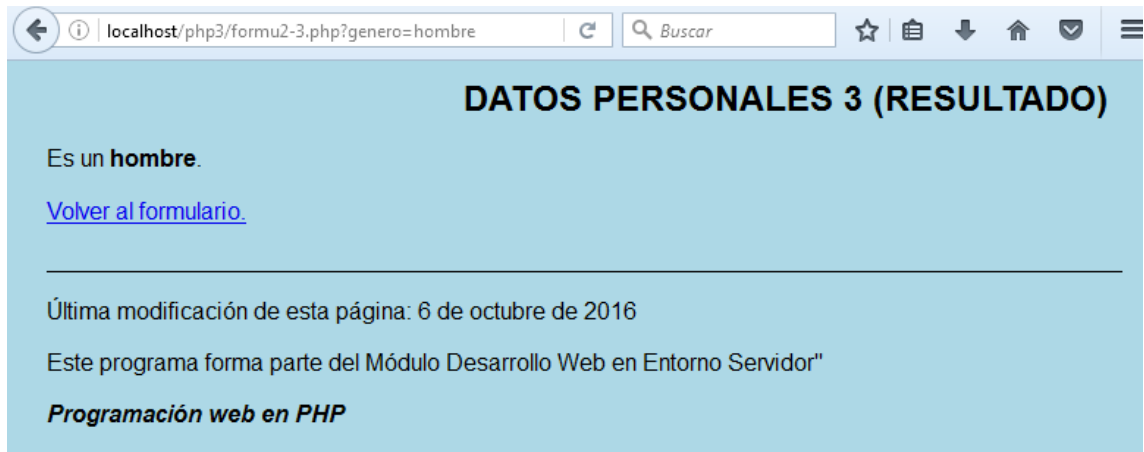 localhost/php3/formu2-3.php?genero=hombre
Buscar
DATOS PERSONALES 3 (RESULTADO)
Es un hombre.
Volver al formulario.
Última modificación de esta página: 6 de octubre de 2016
Este programa forma parte del Módulo Desarrollo Web en Entorno Servidor"
Programación web en PHP